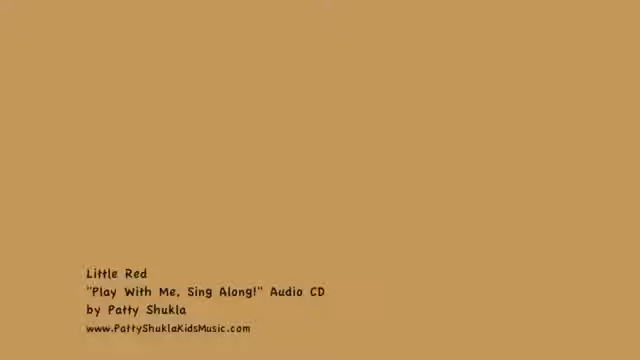 Little Red
"Play With Me, Sing Along!" Audio CD
by Patty Shukla
www.PattyShuklaKidsMusic.com